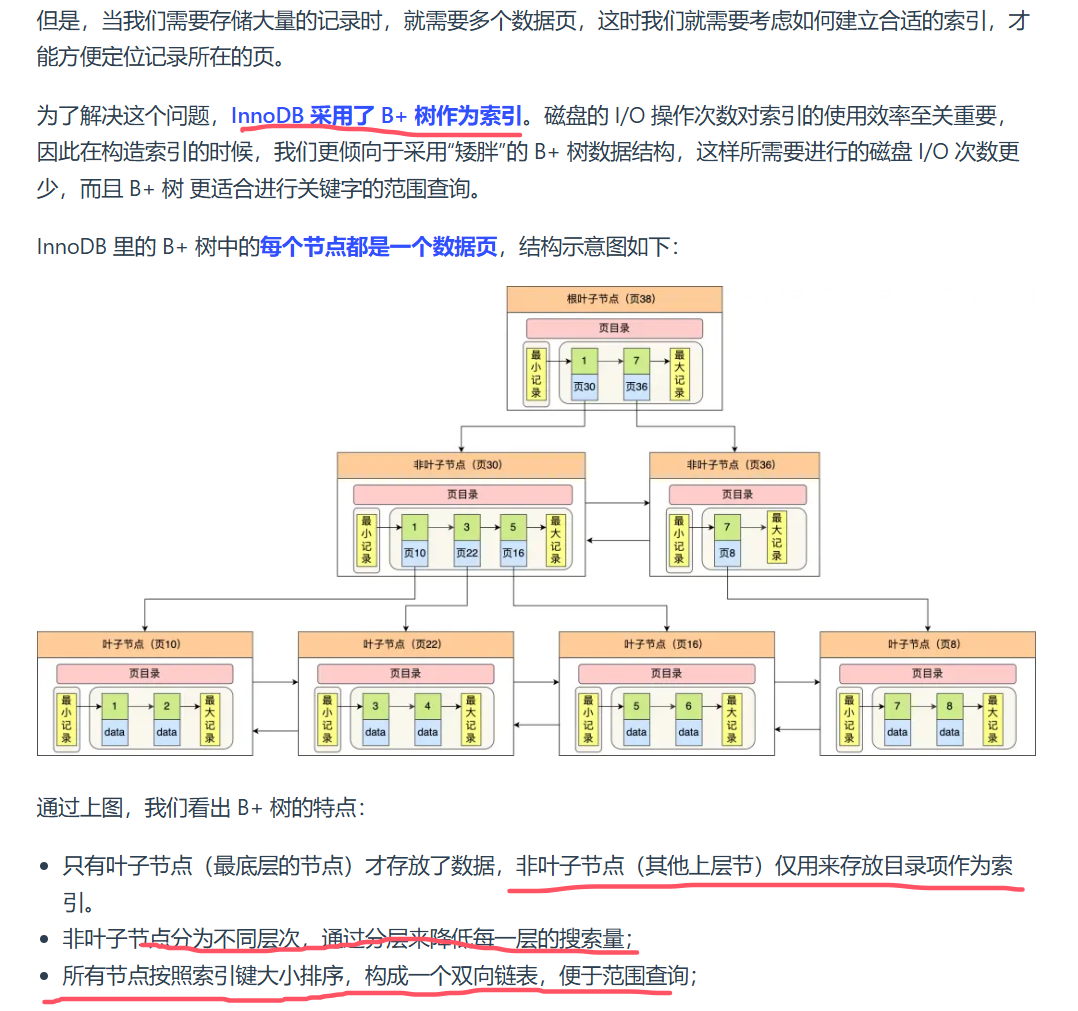 但是，当我们需要存储大量的记录时，就需要多个数据页，这时我们就需要考虑如何建立合适的索引，才
能方便定位记录所在的页。
为了解决这个问题，InnoDB 采用了 B+ 树作为索引。磁盘的 I/O 操作次数对索引的使用效率至关重要，
因此在构造索引的时候，我们更倾向于采用“矮胖”的 B+ 树数据结构，这样所需要进行的磁盘 I/O 次数更
少，而且 B+ 树 更适合进行关键字的范围查询。
InnoDB 里的 B+ 树中的每个节点都是一个数据页，结构示意图如下：
根叶子节点（页38）
页目录
最小记录 1 7 最大记录
页30 页36
非叶子节点（页30） 非叶子节点（页36）
页目录 页目录
最小记录 1 3 5 最大记录 最小记录 7 最大记录
页10 页22 页16 页8
叶子节点（页10） 叶子节点（页22） 叶子节点（页16） 叶子节点（页8）
页目录 页目录 页目录 页目录
最小记录 1 2 最大记录 最小记录 3 4 最大记录 最小记录 5 6 最大记录 最小记录 7 8 最大记录
data data data data data data data data
通过上图，我们看出 B+ 树的特点：
• 只有叶子节点（最底层的节点）才存放了数据，非叶子节点（其他上层节）仅用来存放目录项作为索
引。
• 非叶子节点分为不同层次，通过分层来降低每一层的搜索量；
• 所有节点按照索引键大小排序，构成一个双向链表，便于范围查询；